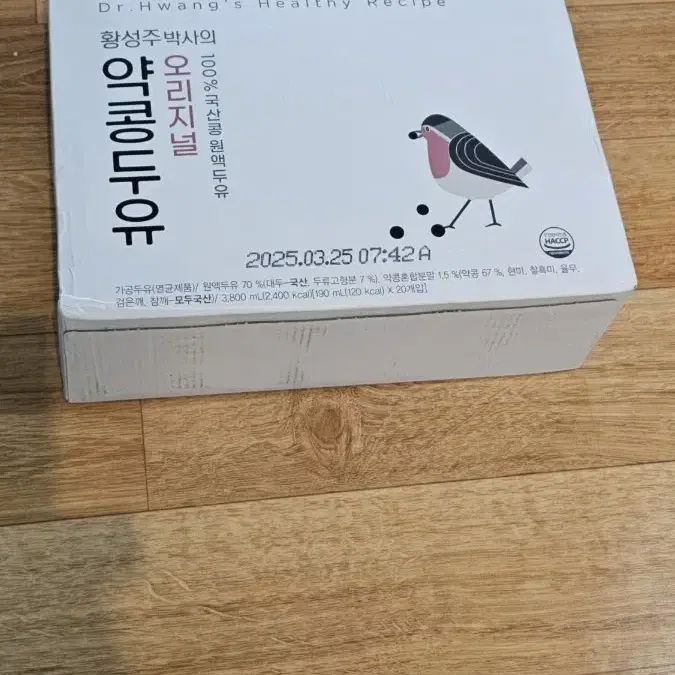 Dr.Hwang's Healthy Recipe
황성주 박사의
약콩두유
오리지널
100% 국산콩 원액두유
HACCP
2025.03.25 07:42 A
가공두유(멸균제품)/ 원액두유 70 %(대두-국산, 두류고형분 7 %), 약콩혼합분말 1.5 %(약콩 67 %, 현미, 찰흑미, 율무,
검은깨, 참깨-모두국산)/ 3,800 mL(2,400 kcal)[190 mL(120 kcal) X 20개입]